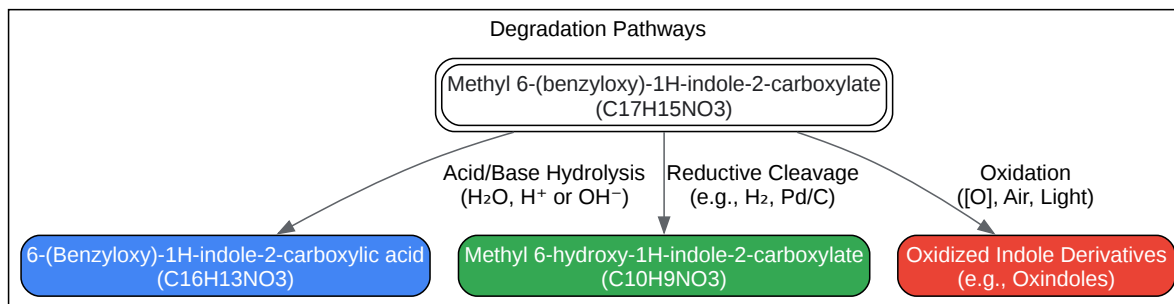 Degradation Pathways
Methyl 6-(benzyloxy)-1H-indole-2-carboxylate
(C17H15NO3)
Acid/Base Hydrolysis
(H₂O, H⁺ or OH⁻)
Reductive Cleavage
(e.g., H₂, Pd/C)
Oxidation
([O], Air, Light)
6-(Benzyloxy)-1H-indole-2-carboxylic acid
(C16H13NO3)
Methyl 6-hydroxy-1H-indole-2-carboxylate
(C10H9NO3)
Oxidized Indole Derivatives
(e.g., Oxindoles)